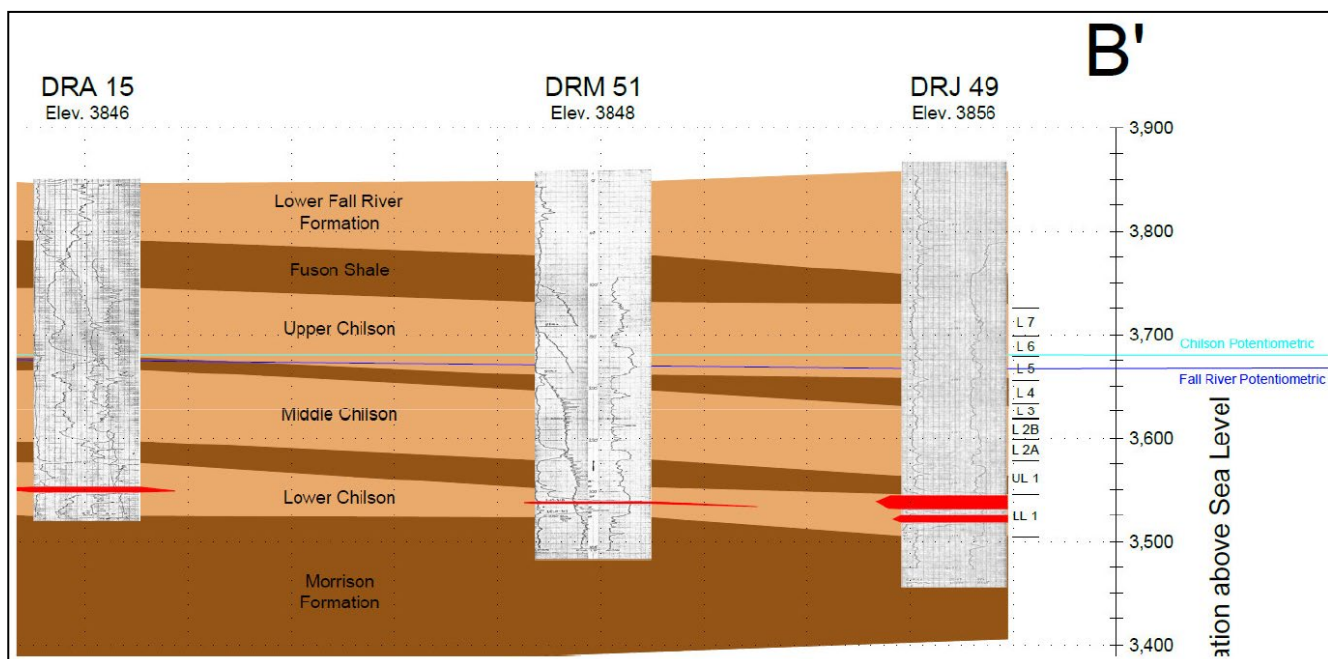 B'
DRA 15
Elev. 3846
DRM 51
Elev. 3848
DRJ 49
Elev. 3856
3,900
Lower Fall River
Formation
3,800
Fuson Shale
Upper Chilson
L 7
3,700
L 6
Chilson Potentiometric
L 5
Fall River Potentiometric
L 4
Middle Chilson
L 3
L 2B
3,600
L 2A
UL 1
Lower Chilson
LL 1
3,500
Morrison
Formation
3,400
ation above Sea Level